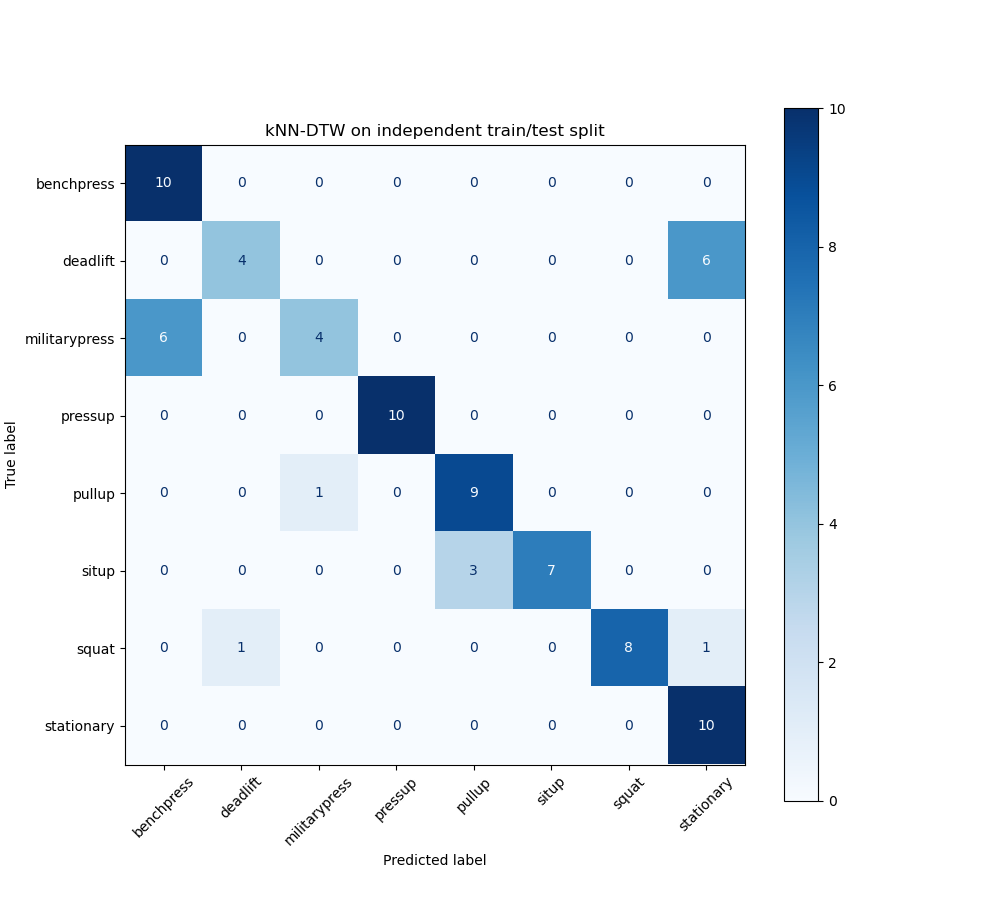 kNN-DTW on independent train/test split
True label
benchpress 10 0 0 0 0 0 0 0
deadlift 0 4 0 0 0 0 0 6
militarypress 6 0 4 0 0 0 0 0
pressup 0 0 0 10 0 0 0 0
pullup 0 0 1 0 9 0 0 0
situp 0 0 0 0 3 7 0 0
squat 0 1 0 0 0 0 8 1
stationary 0 0 0 0 0 0 0 10
benchpress deadlift militarypress pressup pullup situp squat stationary
Predicted label
10
8
6
4
2
0